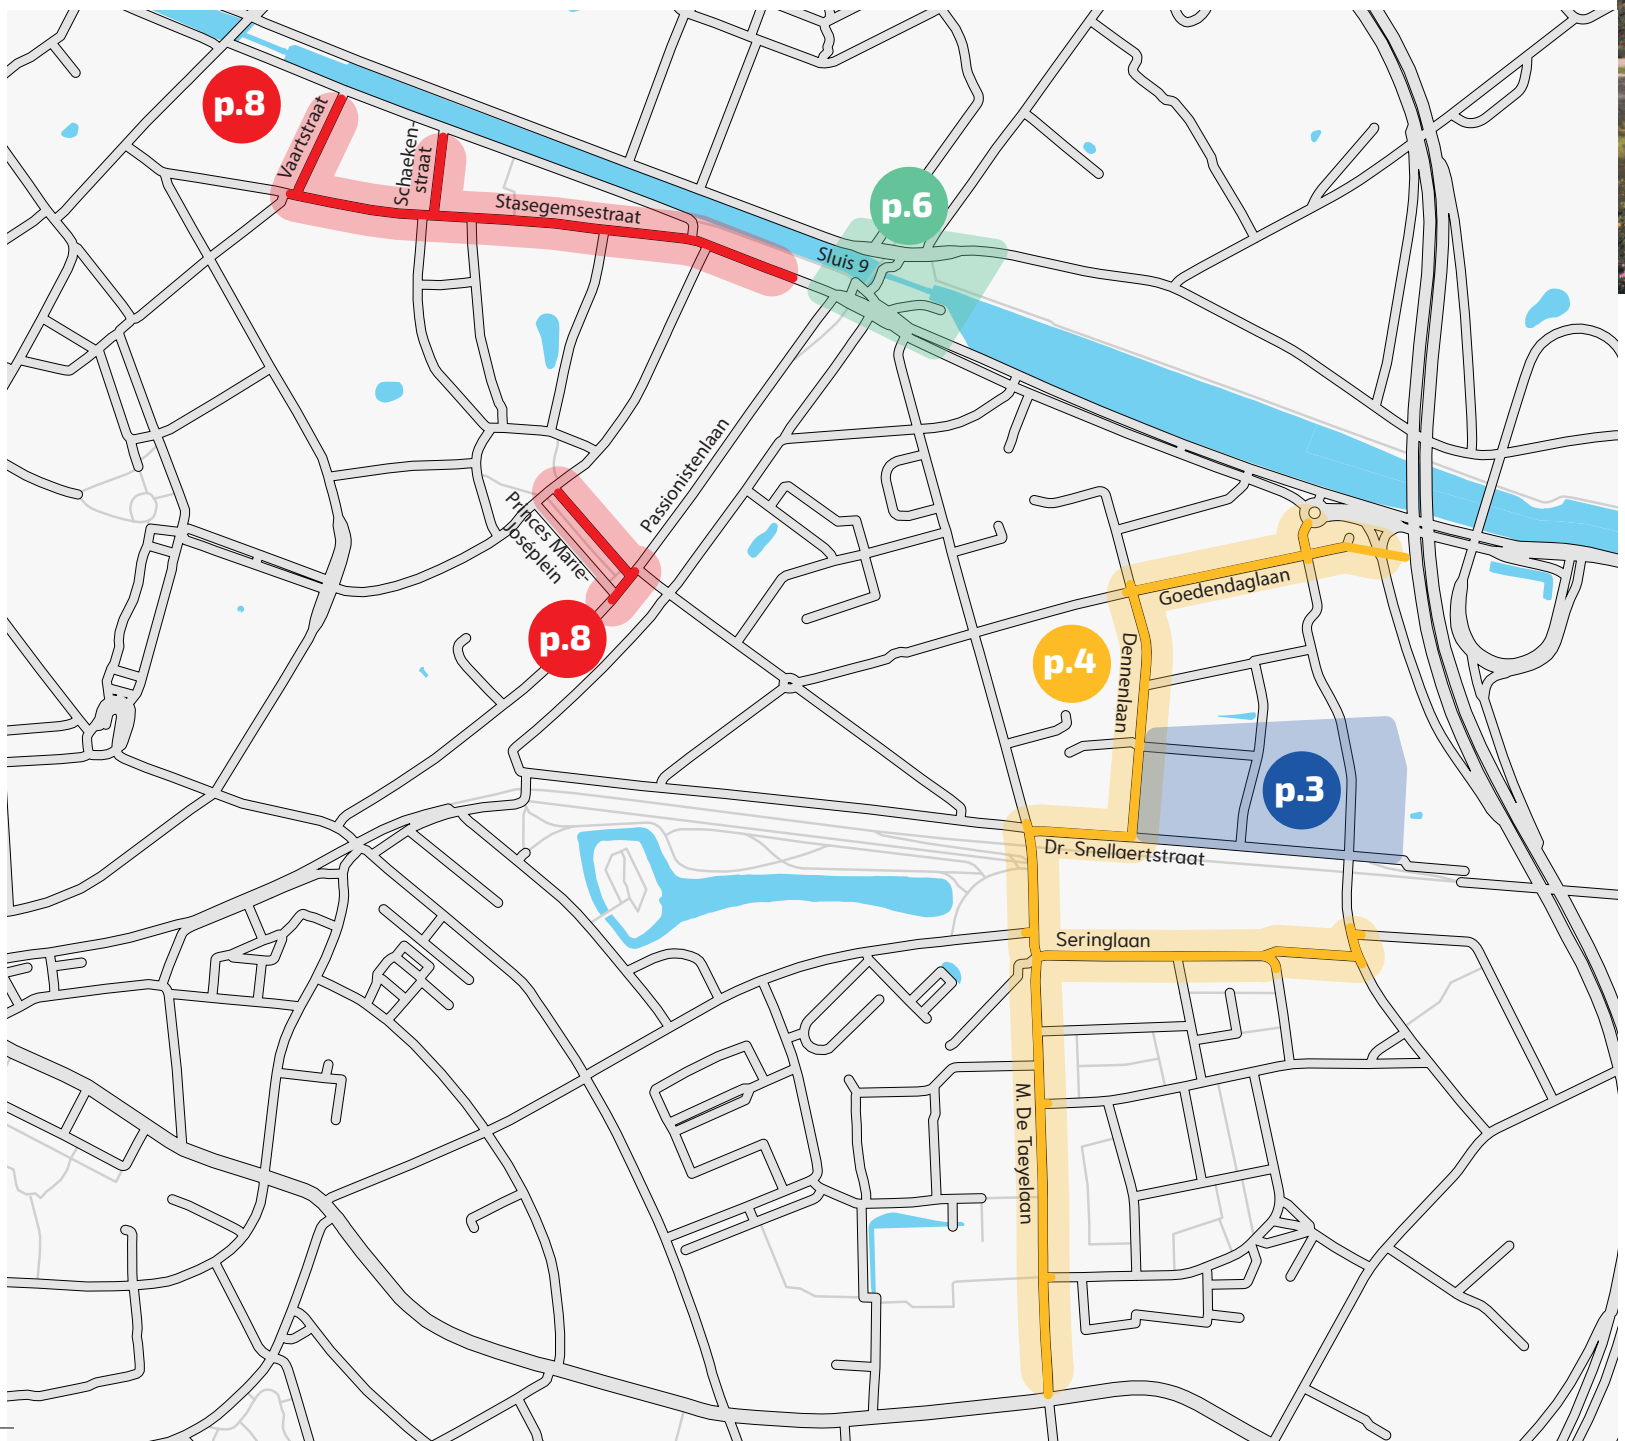 p.8
Vaartstraat
Schaeken-
straat
Stasegemsestraat
p.6
Sluis 9
Passionistenlaan
Princes Marie-
Joséplein
p.8
Goedendaglaan
p.4
Dennenlaan
p.3
Dr. Snellaertstraat
Seringlaan
M. De Taeyelaan